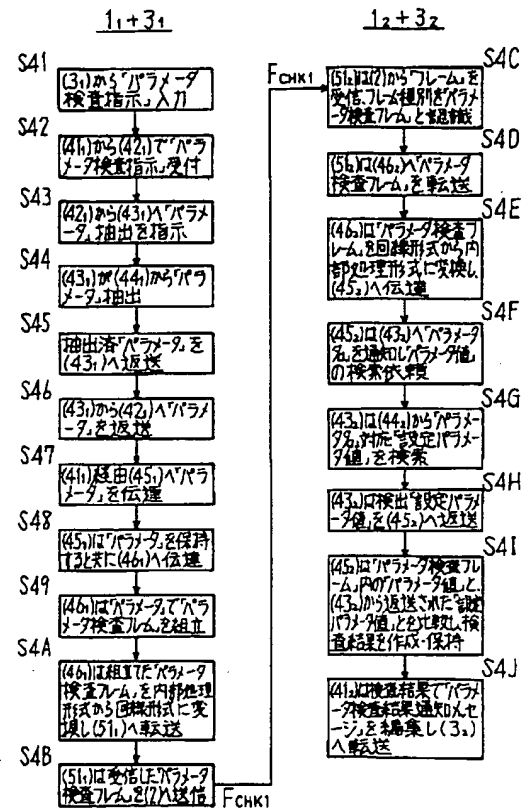 1₁+3₁
S41
(3₁)から「パラメータ
検査指示」入力
S42
(41₁)から(42₁)で「パラ
メータ検査指示」受付
S43
(42₁)から(43₁)へ「パラメ
ータ」抽出を指示
S44
(43₁)が(44₁)から「パラ
メータ」抽出
S45
抽出済「パラメータ」を
(43₁)へ返送
S46
(43₁)から(42₁)へ「パラメ
ータ」を返送
S47
(41₁)経由(45₁)へ「パラ
メータ」を伝達
S48
(45₁)は「パラメータ」を保持
すると共に(46₁)へ伝達
S49
(46₁)は「パラメータ」で「パラ
メータ検査フレーム」を組立
S4A
(46₁)は組立てた「パラメータ
検査フレーム」を内部処理
形式から回線形式に変
換し(51₁)へ転送
S4B
(51₁)は受信した「パラメータ
検査フレーム」を(2)へ送信
FCHK1
1₂+3₂
S4C
FCHK1
(51₂)は(2)から「フレーム」を
受信、フレーム種別を「パラメ
ータ検査フレーム」と認識
S4D
(51₂)は(46₂)へ「パラメータ
検査フレーム」を転送
S4E
(46₂)は「パラメータ検査フ
レーム」を回線形式から内
部処理形式に変換し、
(45₂)へ伝達
S4F
(45₂)は(43₂)へ「パラメータ
名」を通知し「パラメータ値」
の検索依頼
S4G
(43₂)は(44₂)から「パラメー
タ名」対応「設定パラメー
タ値」を検索
S4H
(43₂)は検出「設定パラメ
ータ値」を(45₂)へ返送
S4I
(45₂)は「パラメータ検査フレ
ーム」内の「パラメータ値」と、
(43₂)から返送された「設定
パラメータ値」とを比較し、検
査結果を作成・保持
S4J
(41₂)は検査結果で「パラメ
ータ検査結果通知メッセ
ージ」を編集し(3₂)
へ転送